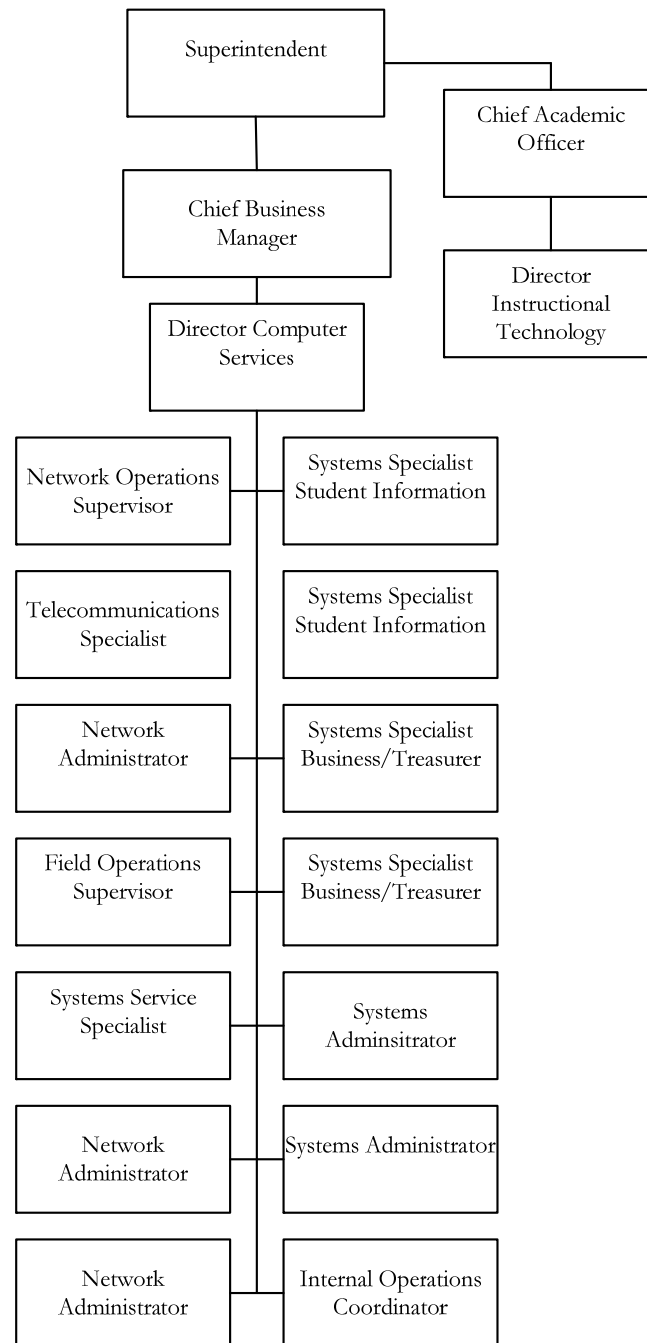 Superintendent
Chief Academic
Officer
Chief Business
Manager
Director
Instructional
Technology
Director Computer
Services
Network Operations
Supervisor
Systems Specialist
Student Information
Telecommunications
Specialist
Systems Specialist
Student Information
Network
Administrator
Systems Specialist
Business/Treasurer
Field Operations
Supervisor
Systems Specialist
Business/Treasurer
Systems Service
Specialist
Systems
Adminsitrator
Network
Administrator
Systems Administrator
Network
Administrator
Internal Operations
Coordinator